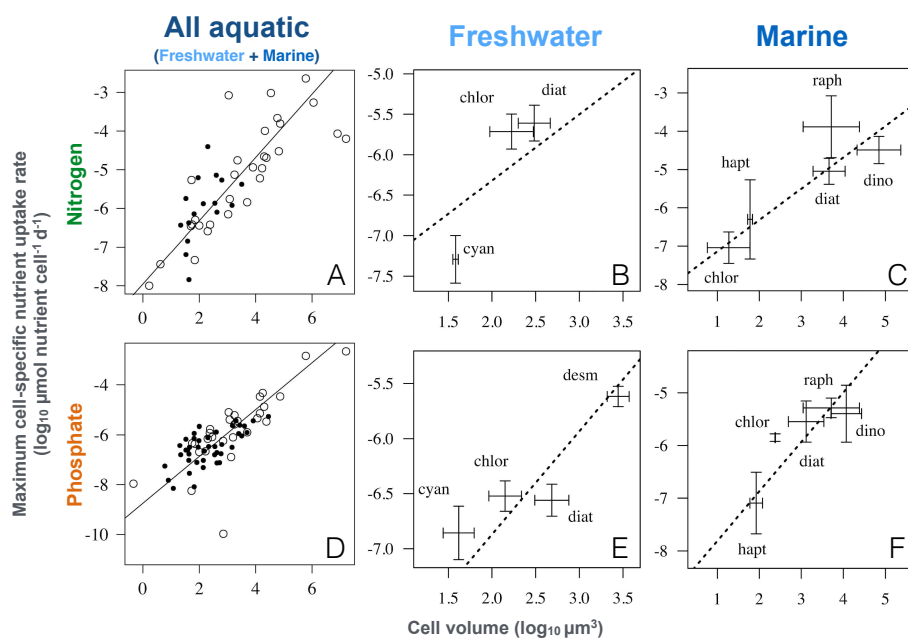 All aquatic
(Freshwater + Marine)
Freshwater
Marine
Maximum cell-specific nutrient uptake rate
(log₁₀ μmol nutrient cell⁻¹ d⁻¹)
Nitrogen
-3
-4
-5
-6
-7
-8
0
2
4
6
A
-5.0
-5.5
-6.0
-6.5
-7.0
-7.5
chlor
diat
cyan
1.5
2.0
2.5
3.0
3.5
B
-3
-4
-5
-6
-7
-8
raph
hapt
diat
dino
chlor
1
2
3
4
5
C
Phosphate
-4
-6
-8
-10
0
2
4
6
D
-5.5
-6.0
-6.5
-7.0
desm
chlor
cyan
diat
1.5
2.0
2.5
3.0
3.5
E
-5
-6
-7
-8
raph
chlor
dino
diat
hapt
1
2
3
4
5
F
Cell volume (log₁₀ μm³)